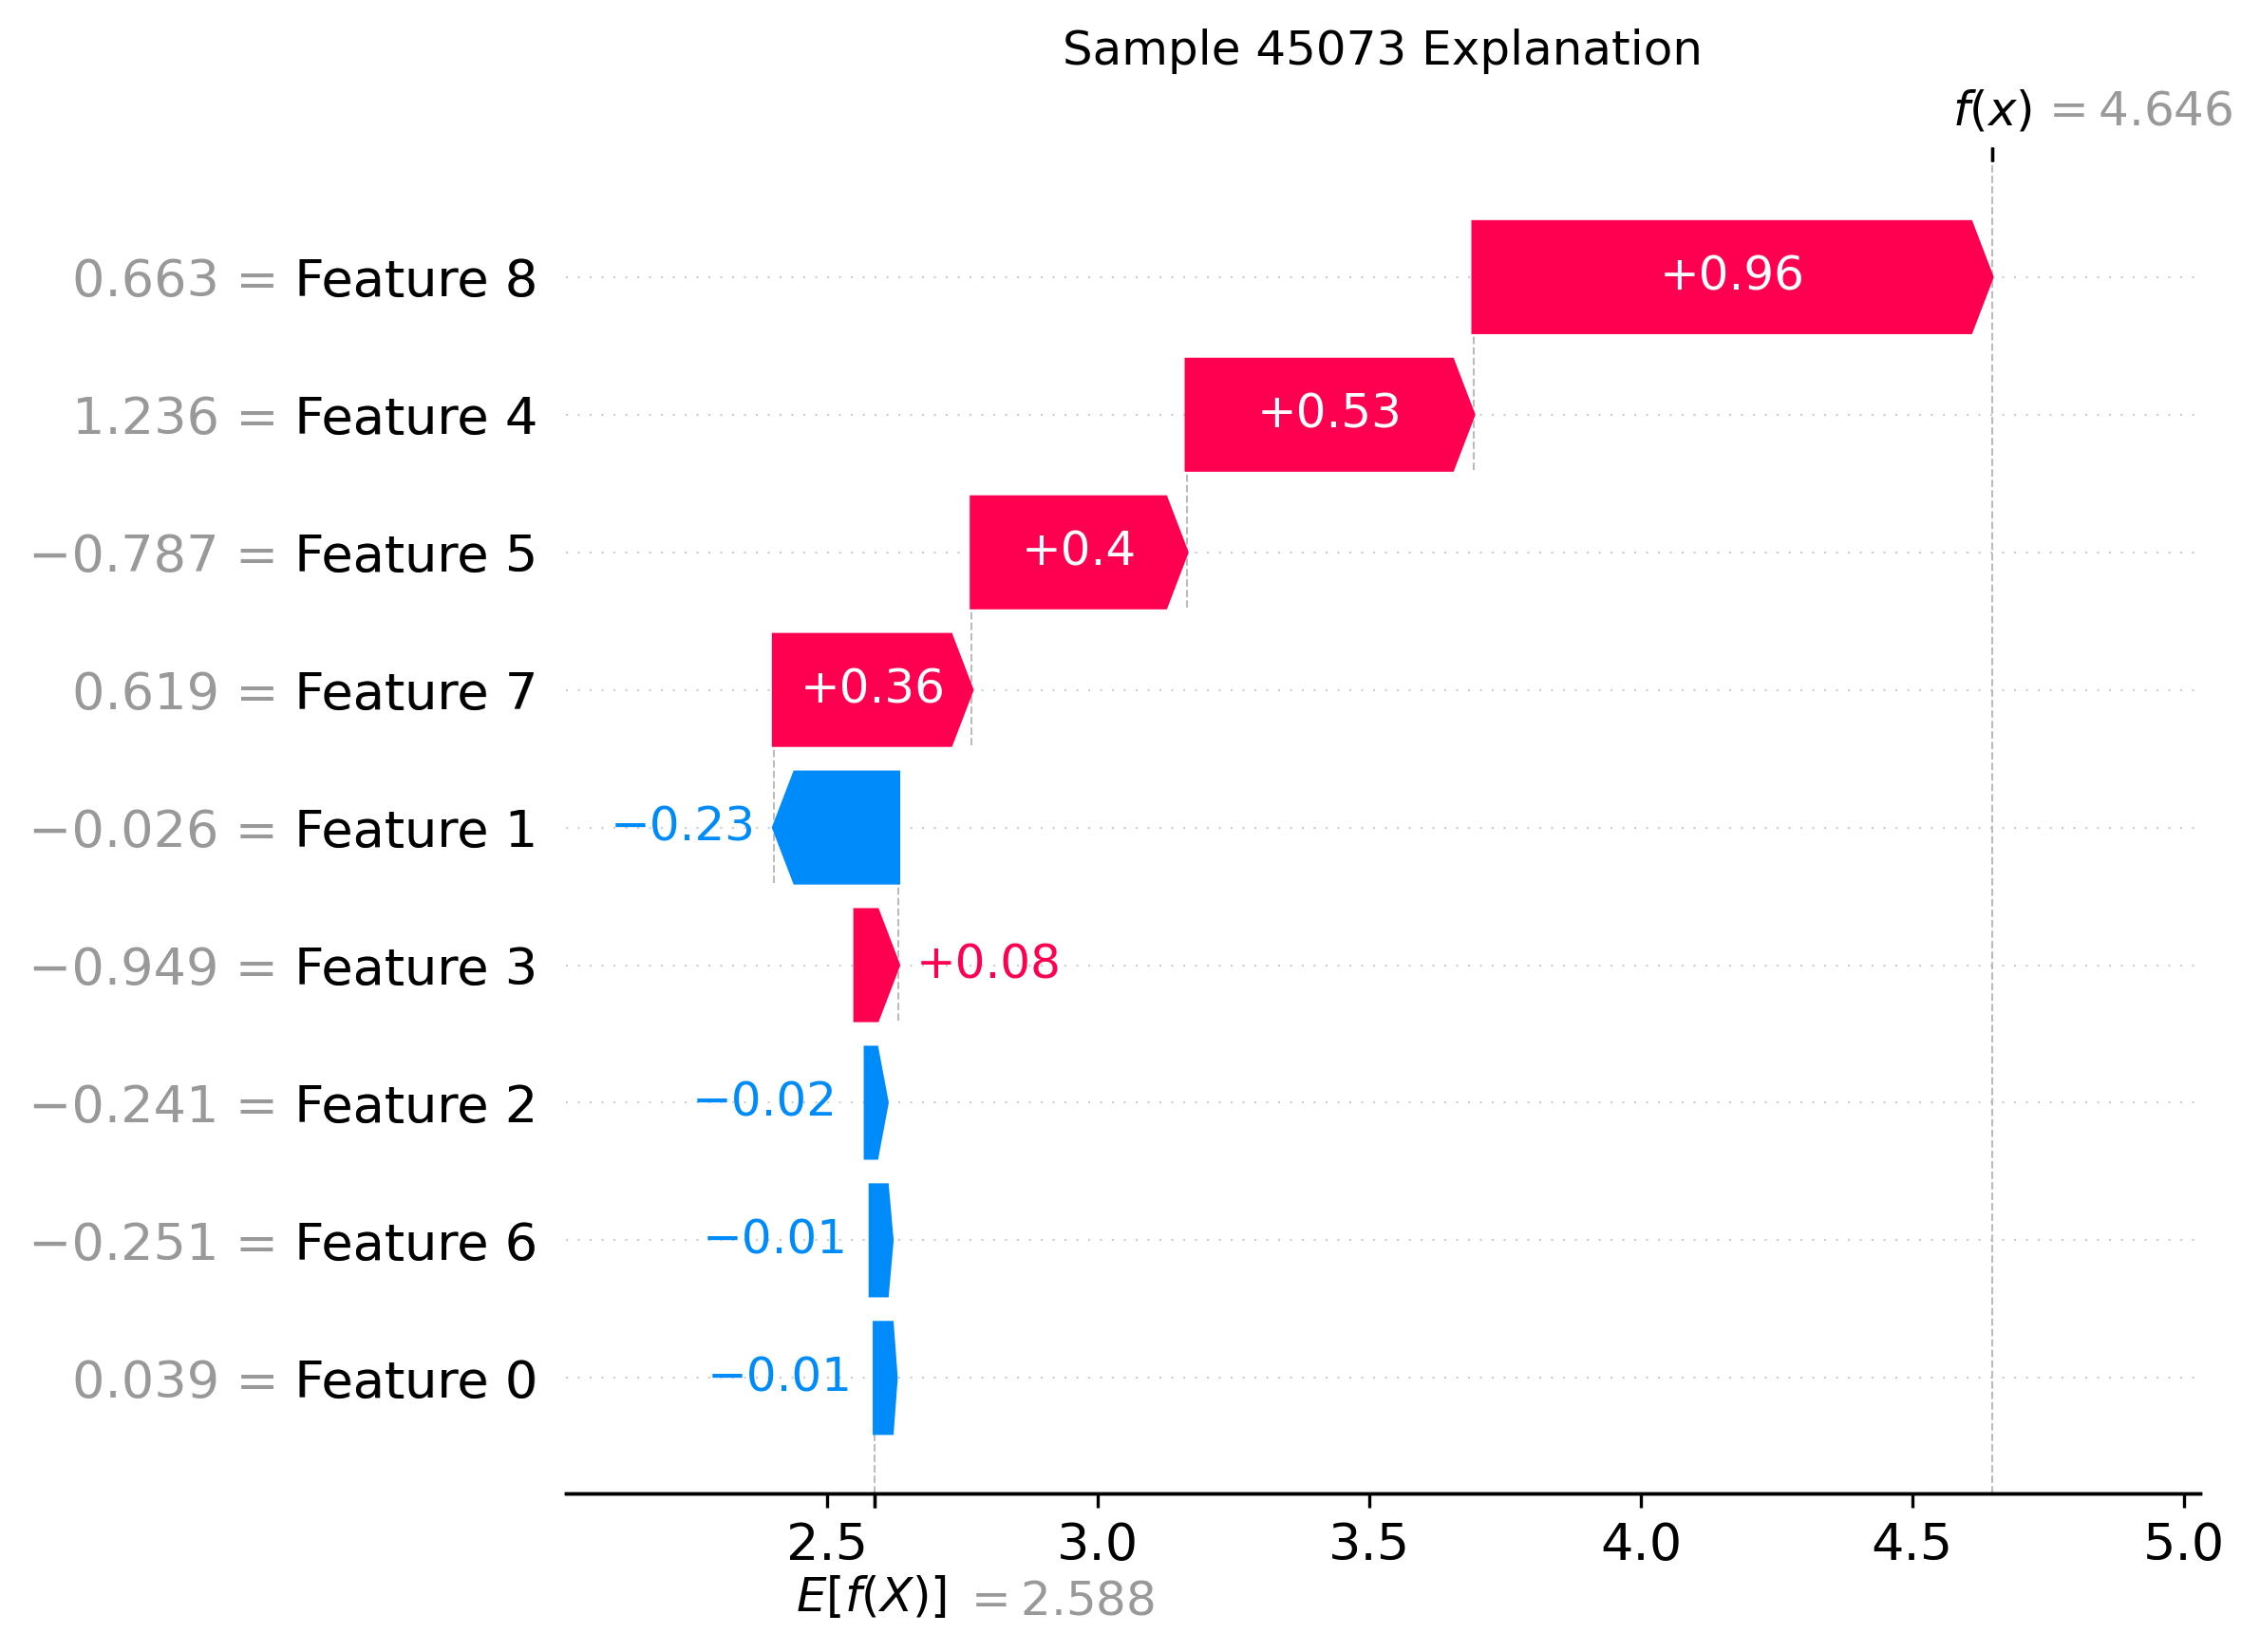 Sample 45073 Explanation
f(x) = 4.646
0.663 = Feature 8 +0.96
1.236 = Feature 4 +0.53
−0.787 = Feature 5 +0.4
0.619 = Feature 7 +0.36
−0.026 = Feature 1 −0.23
−0.949 = Feature 3 +0.08
−0.241 = Feature 2 −0.02
−0.251 = Feature 6 −0.01
0.039 = Feature 0 −0.01
2.5 3.0 3.5 4.0 4.5 5.0
E[f(X)] = 2.588